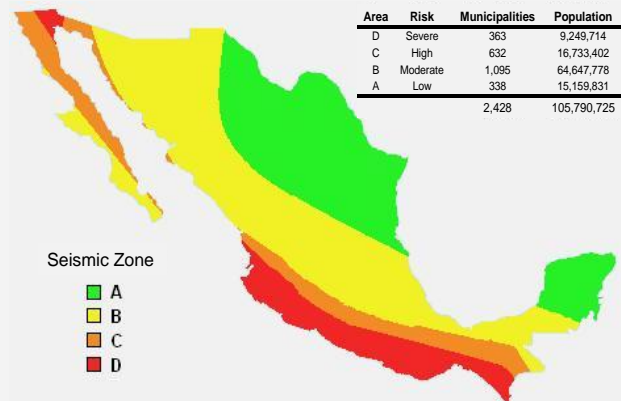 Area Risk Municipalities Population
D Severe 363 9,249,714
C High 632 16,733,402
B Moderate 1,095 64,647,778
A Low 338 15,159,831
2,428 105,790,725
Seismic Zone
A
B
C
D